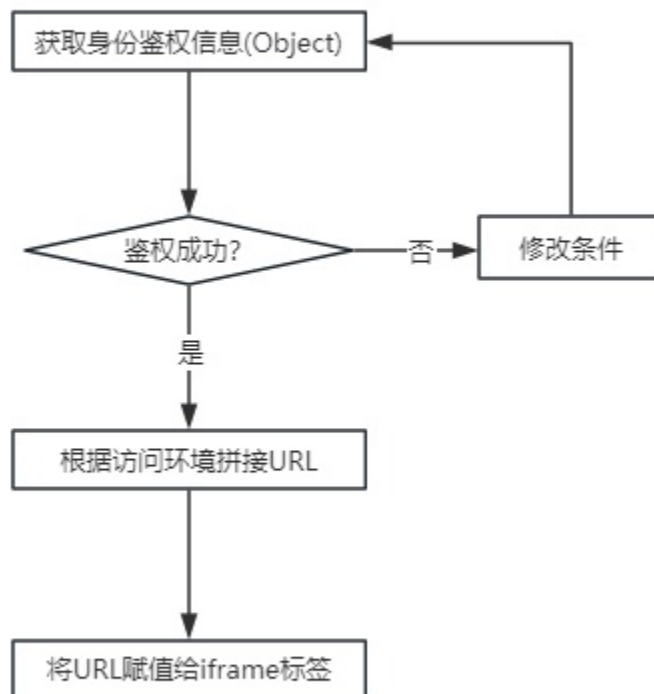 获取身份鉴权信息(Object)
鉴权成功?
否
修改条件
是
根据访问环境拼接URL
将URL赋值给iframe标签